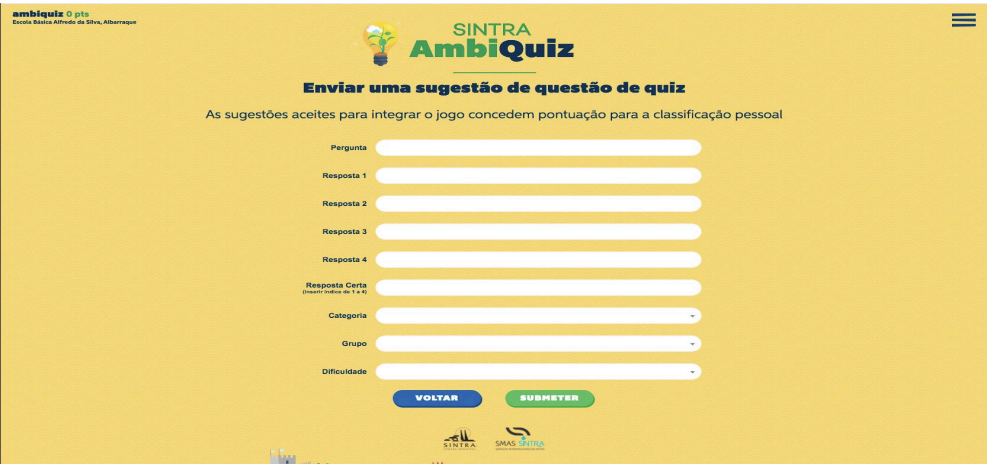 ambiquiz 0 pts
Escola Básica Alfredo da Silva, Albarraque
SINTRA
AmbiQuiz
Enviar uma sugestão de questão de quiz
As sugestões aceites para integrar o jogo concedem pontuação para a classificação pessoal
Pergunta
Resposta 1
Resposta 2
Resposta 3
Resposta 4
Resposta Certa
(inserir índice de 1 a 4)
Categoria
Grupo
Dificuldade
VOLTAR SUBMETER
SINTRA SMAS SINTRA